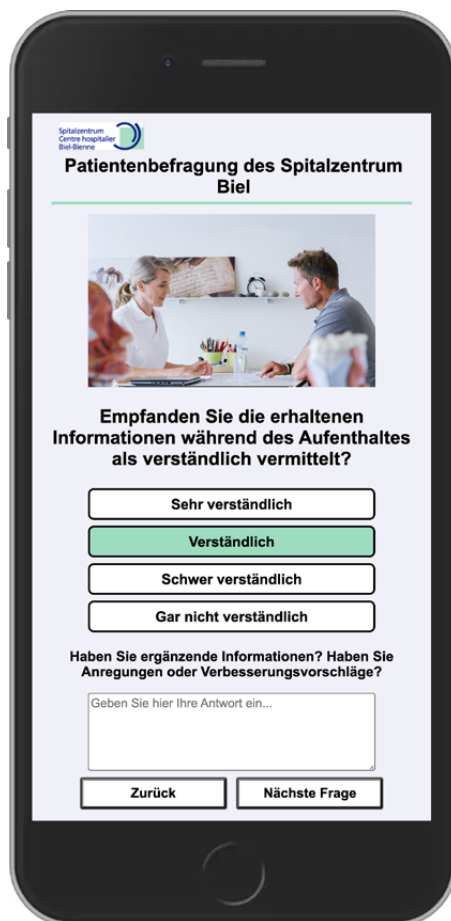 Spitalzentrum
Centre hospitalier
Biel-Bienne
Patientenbefragung des Spitalzentrum
Biel
Empfanden Sie die erhaltenen
Informationen während des Aufenthaltes
als verständlich vermittelt?
Sehr verständlich
Verständlich
Schwer verständlich
Gar nicht verständlich
Haben Sie ergänzende Informationen? Haben Sie
Anregungen oder Verbesserungsvorschläge?
Geben Sie hier Ihre Antwort ein...
Zurück
Nächste Frage